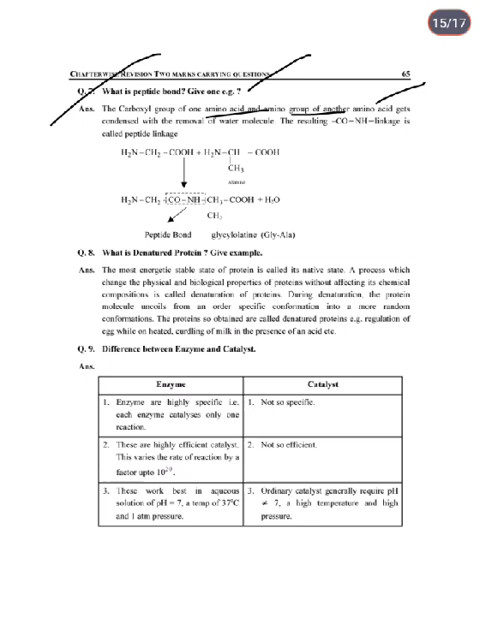 15/17
CHAPTERWISE REVISION TWO MARKS CARRYING QUESTIONS 65
Q. 7. What is peptide bond? Give one e.g. ?
Ans. The Carboxyl group of one amino acid and amino group of another amino acid gets
condensed with the removal of water molecule. The resulting –CO–NH–linkage is
called peptide linkage
H₂N–CH₂ –COOH + H₂N–CH – COOH
CH₃
Alanine
H₂N–CH₂ –CO–NH–CH₃–COOH + H₂O
CH₃
Peptide Bond glycylolatine (Gly-Ala)
Q. 8. What is Denatured Protein ? Give example.
Ans. The most energetic stable state of protein is called its native state. A process which
change the physical and biological properties of proteins without affecting its chemical
compositions is called denaturation of proteins. During denaturation, the protein
molecule uncoils from an order specific conformation into a more random
conformations. The proteins so obtained are called denatured proteins e.g. regulation of
egg while on heated, curdling of milk in the presence of an acid etc.
Q. 9. Difference between Enzyme and Catalyst.
Ans.
Enzyme Catalyst
1. Enzyme are highly specific i.e. 1. Not so specific.
each enzyme catalyses only one
reaction.
2. These are highly efficient catalyst. 2. Not so efficient.
This varies the rate of reaction by a
factor upto 10²⁰.
3. These work best in aqueous 3. Ordinary catalyst generally require pH
solution of pH = 7, a temp of 37°C ≠ 7, a high temperature and high
and 1 atm pressure. pressure.